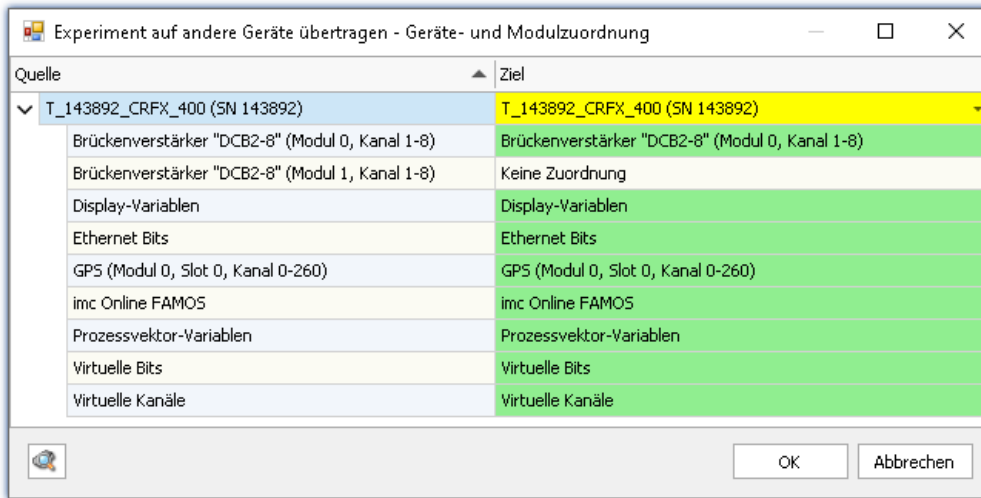 Experiment auf andere Geräte übertragen - Geräte- und Modulzuordnung
Quelle Ziel
T_143892_CRFX_400 (SN 143892) T_143892_CRFX_400 (SN 143892)
Brückenverstärker "DCB2-8" (Modul 0, Kanal 1-8) Brückenverstärker "DCB2-8" (Modul 0, Kanal 1-8)
Brückenverstärker "DCB2-8" (Modul 1, Kanal 1-8) Keine Zuordnung
Display-Variablen Display-Variablen
Ethernet Bits Ethernet Bits
GPS (Modul 0, Slot 0, Kanal 0-260) GPS (Modul 0, Slot 0, Kanal 0-260)
imc Online FAMOS imc Online FAMOS
Prozessvektor-Variablen Prozessvektor-Variablen
Virtuelle Bits Virtuelle Bits
Virtuelle Kanäle Virtuelle Kanäle
OK Abbrechen